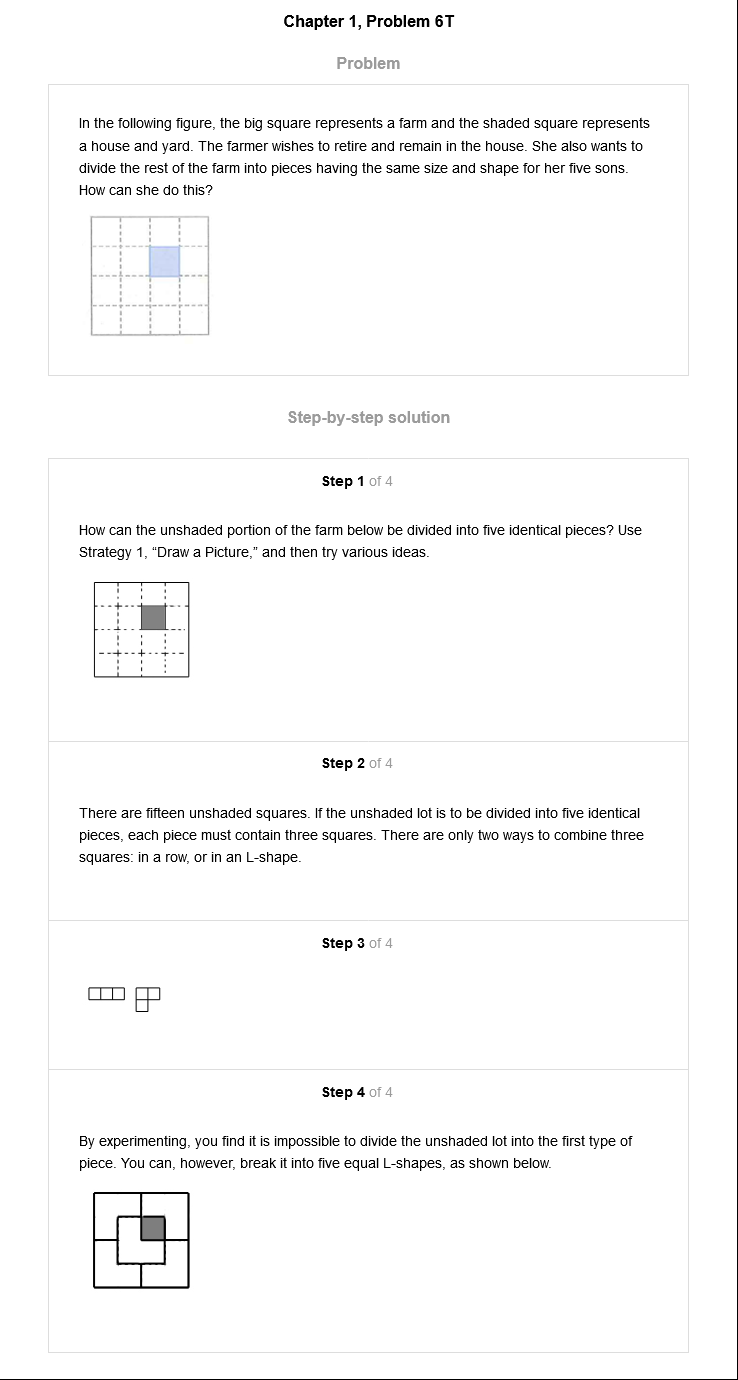 Chapter 1, Problem 6T
Problem
In the following figure, the big square represents a farm and the shaded square represents
a house and yard. The farmer wishes to retire and remain in the house. She also wants to
divide the rest of the farm into pieces having the same size and shape for her five sons.
How can she do this?
Step-by-step solution
Step 1 of 4
How can the unshaded portion of the farm below be divided into five identical pieces? Use
Strategy 1, “Draw a Picture,” and then try various ideas.
Step 2 of 4
There are fifteen unshaded squares. If the unshaded lot is to be divided into five identical
pieces, each piece must contain three squares. There are only two ways to combine three
squares: in a row, or in an L-shape.
Step 3 of 4
Step 4 of 4
By experimenting, you find it is impossible to divide the unshaded lot into the first type of
piece. You can, however, break it into five equal L-shapes, as shown below.